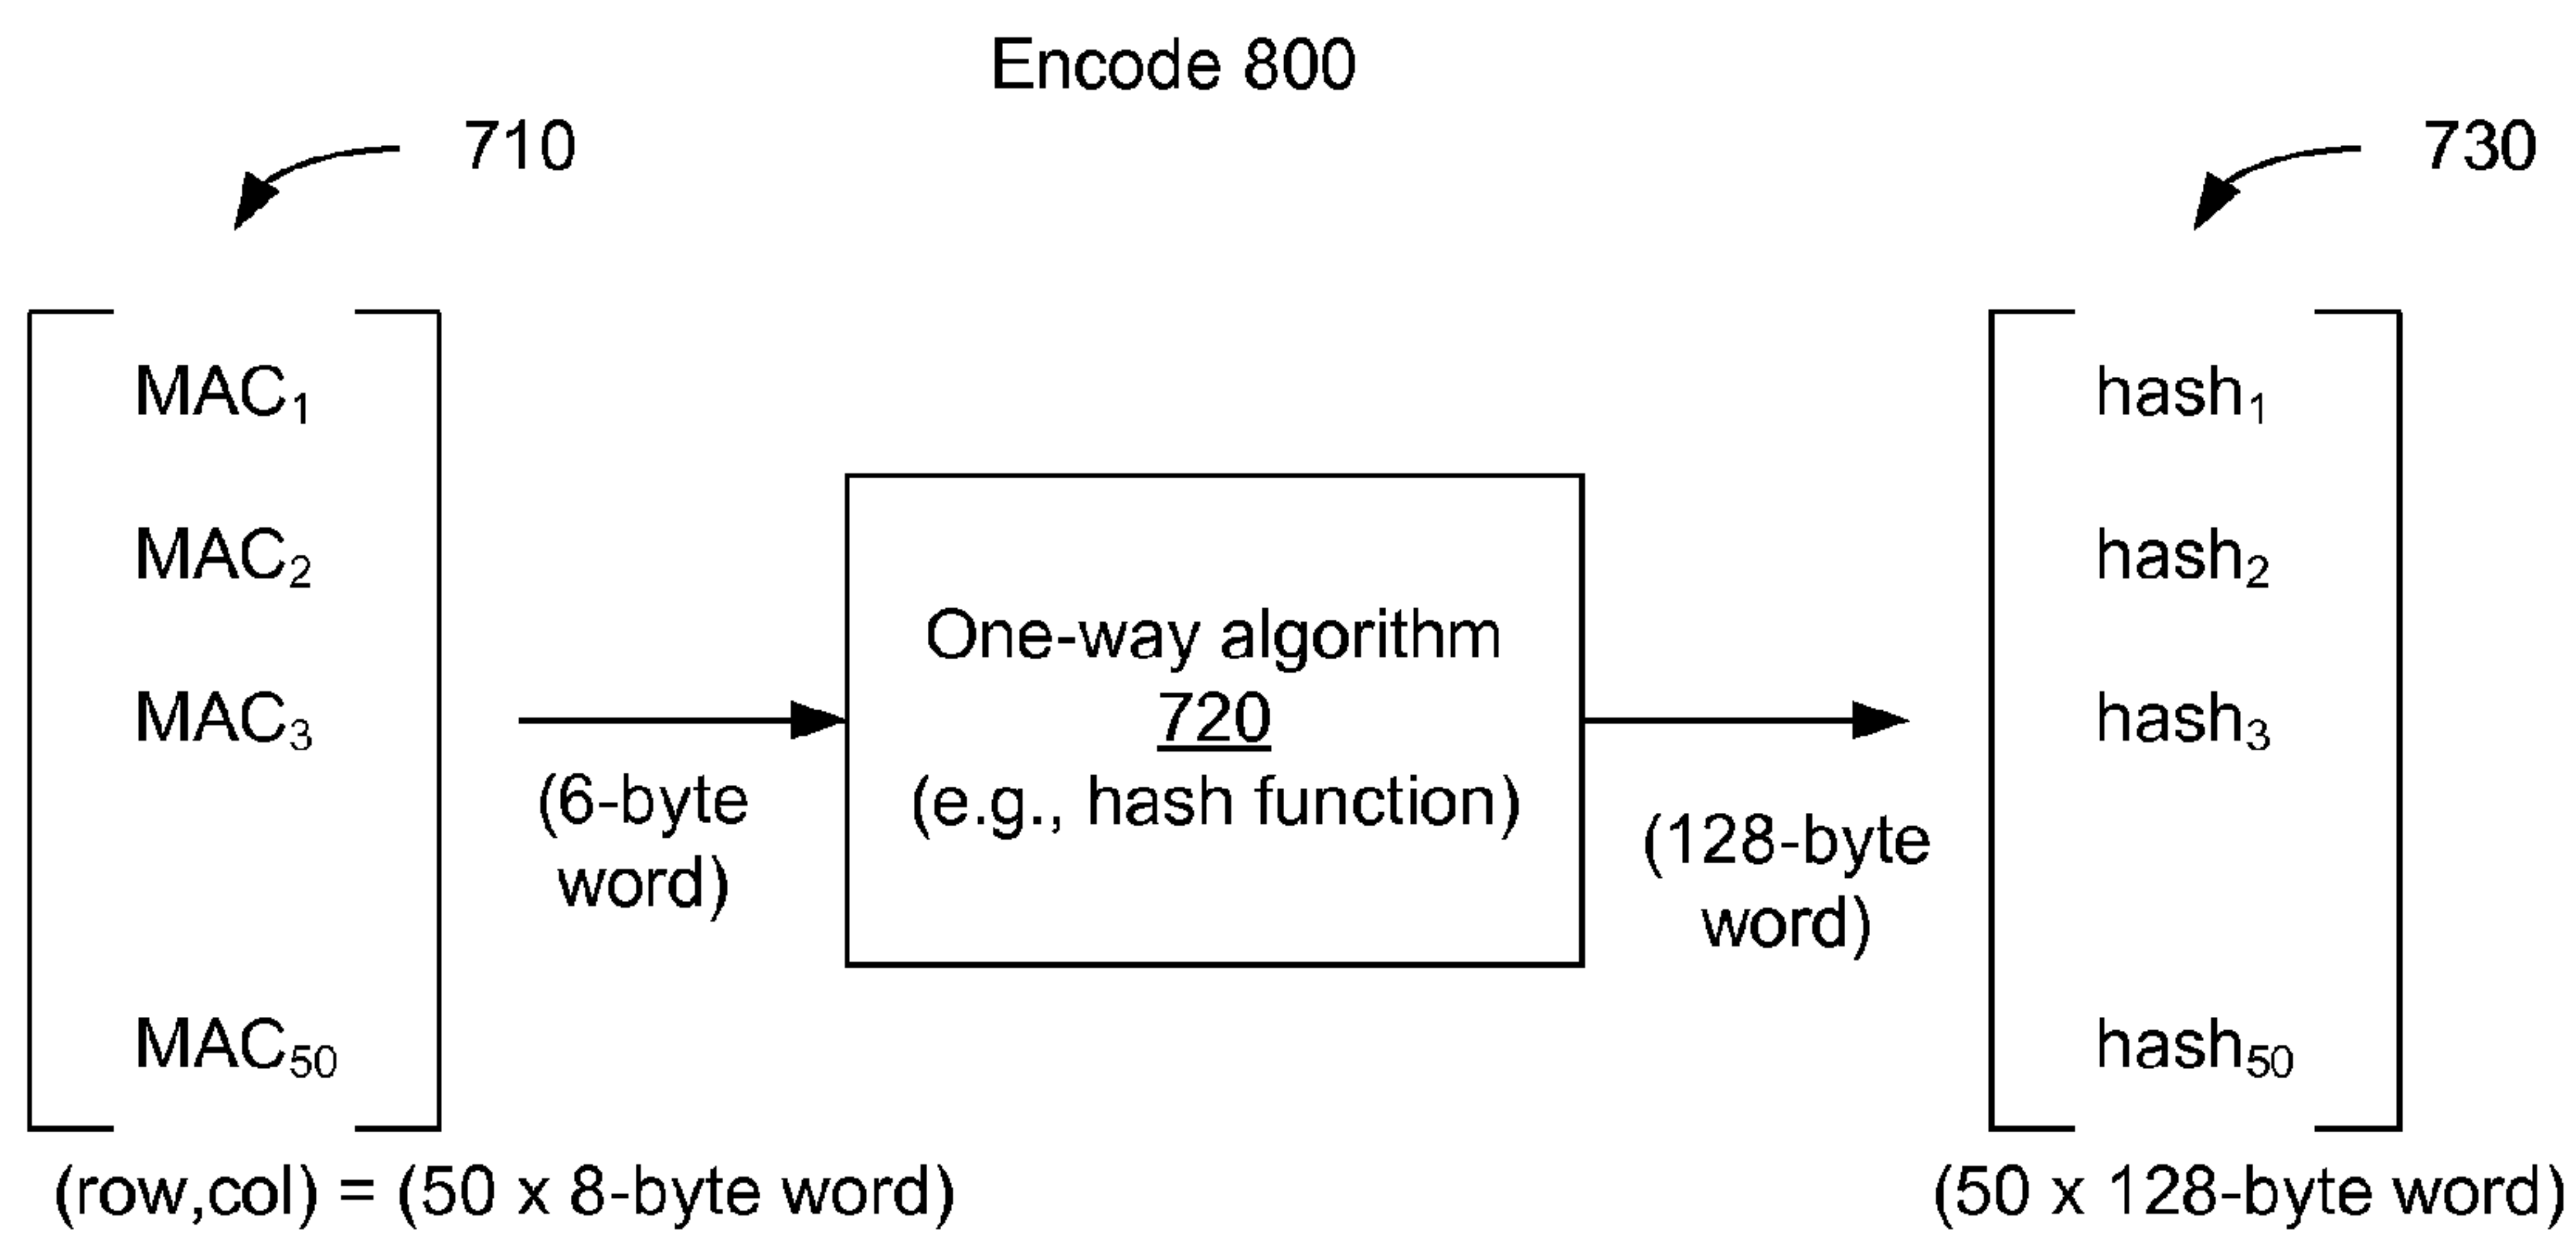 Encode 800
710
730
MAC₁
MAC₂
MAC₃
MAC₅₀
(row,col) = (50 x 8-byte word)
(6-byte
word)
One-way algorithm
720
(e.g., hash function)
(128-byte
word)
hash₁
hash₂
hash₃
hash₅₀
(50 x 128-byte word)